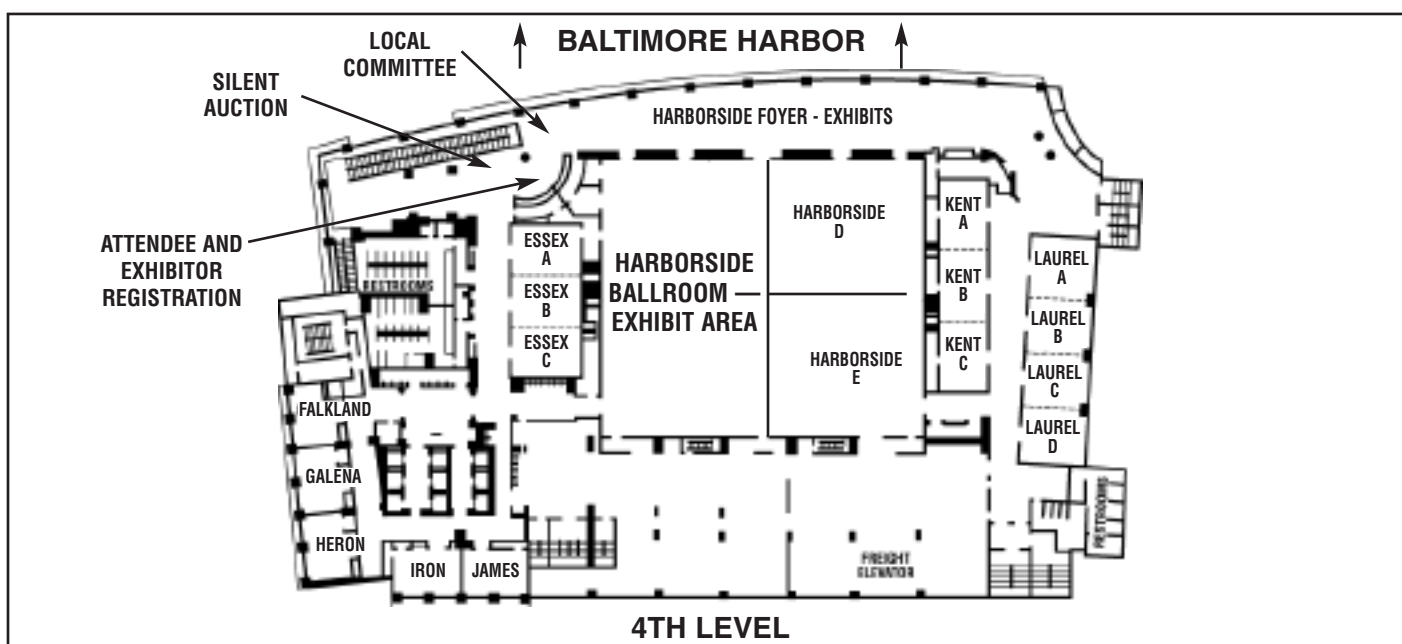 BALTIMORE HARBOR
LOCAL
COMMITTEE
SILENT
AUCTION
HARBORSIDE FOYER - EXHIBITS
ATTENDEE AND
EXHIBITOR
REGISTRATION
RESTROOMS
ESSEX
A
ESSEX
B
ESSEX
C
HARBORSIDE
BALLROOM
EXHIBIT AREA
HARBORSIDE
D
HARBORSIDE
E
KENT
A
KENT
B
KENT
C
LAUREL
A
LAUREL
B
LAUREL
C
LAUREL
D
FALKLAND
GALENA
HERON
IRON
JAMES
FREIGHT
ELEVATOR
RESTROOMS
4TH LEVEL